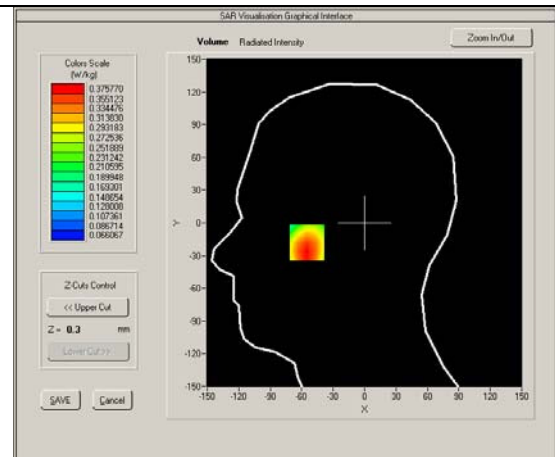 SAR Visualisation Graphical Interface
Volume Radiated Intensity
Zoom In/Out
Colors Scale
(W/kg)
0.375770
0.355123
0.334476
0.313830
0.293183
0.272536
0.251889
0.231242
0.210595
0.189948
0.169301
0.148654
0.128008
0.107361
0.086714
0.066067
150
120
90
60
30
0
-30
-60
-90
-120
-150
Y
-150 -120 -90 -60 -30 0 30 60 90 120 150
X
Z-Cuts Control
<< Upper Cut
Z = 0.3 mm
Lower Cut >>
SAVE Cancel